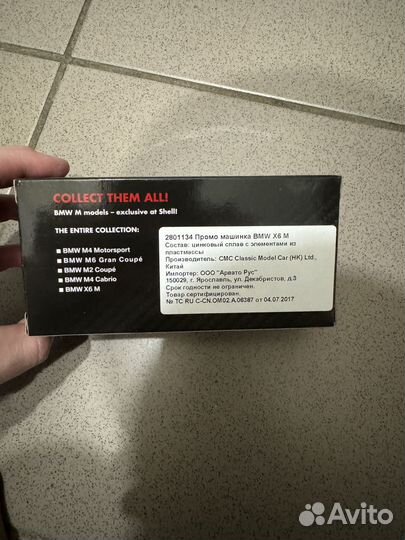 COLLECT THEM ALL!
BMW M models – exclusive at Shell!
THE ENTIRE COLLECTION:
BMW M4 Motorsport
BMW M6 Gran Coupé
BMW M2 Coupé
BMW M4 Cabrio
BMW X6 M
2801134 Промо машинка BMW X6 M
Состав: цинковый сплав с элементами из
пластмассы
Производитель: CMC Classic Model Car (HK) Ltd.,
Китай
Импортер: ООО "Арвато Рус"
150029, г. Ярославль, ул. Декабристов, д.3
Срок годности не ограничен.
Товар сертифицирован.
№ TC RU C-CN.OM02.A.06387 от 04.07 2017
Avito